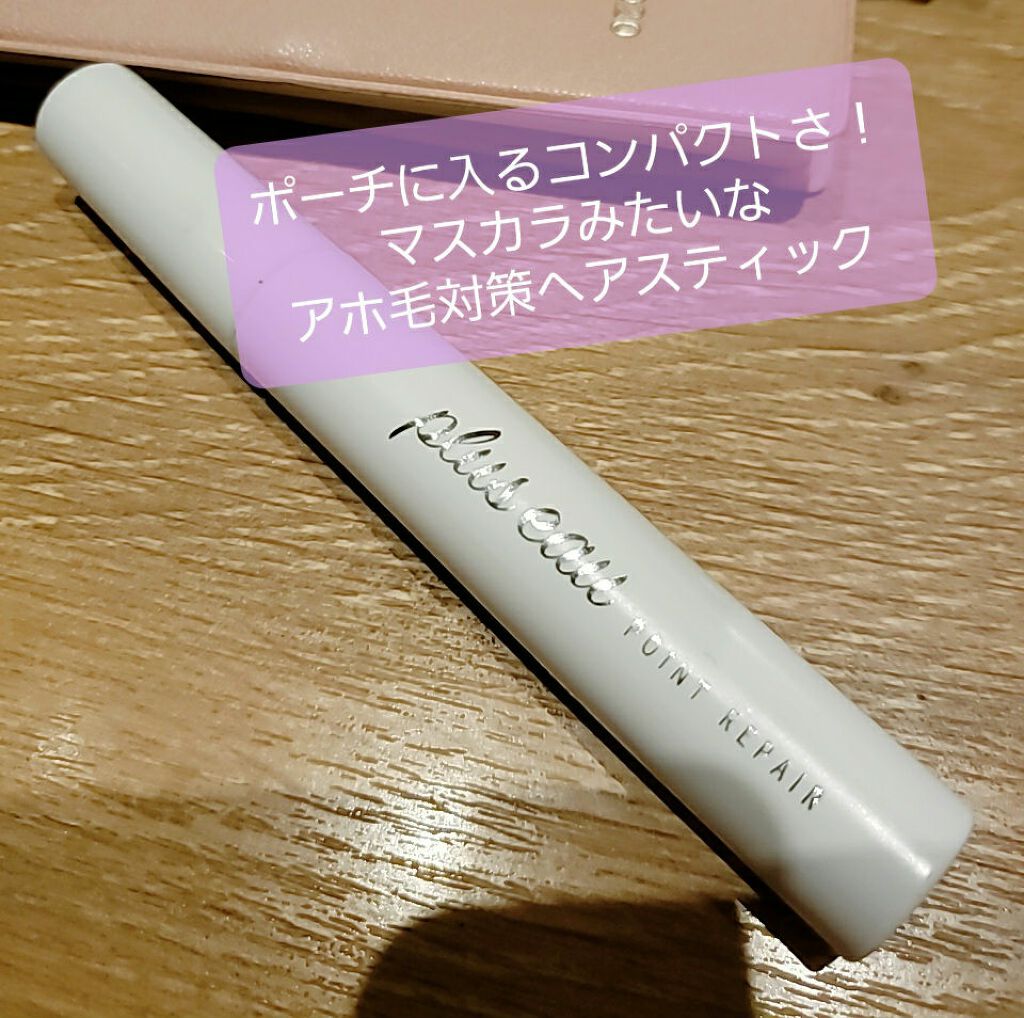 ポーチに入るコンパクトさ！
マスカラみたいな
アホ毛対策ヘアスティック
plus eau
POINT REPAIR